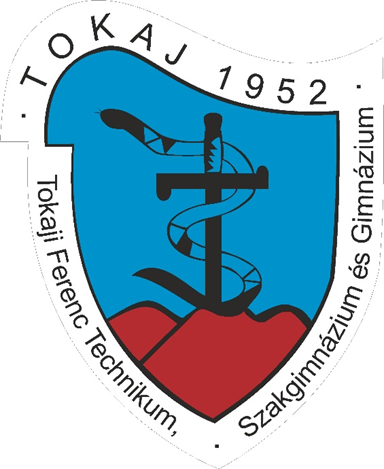 · TOKAJ 1952 ·
Tokaji Ferenc Technikum,
· Szakgimnázium és Gimnázium